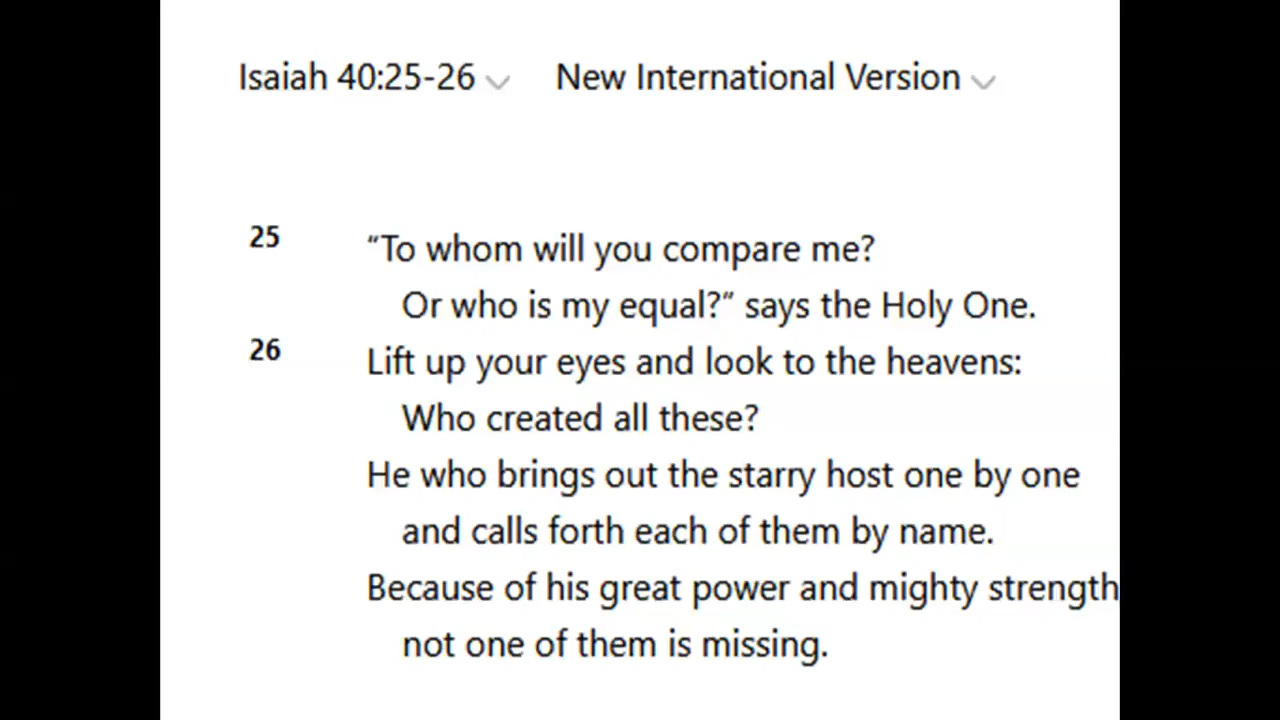 Isaiah 40:25-26 New International Version
25 “To whom will you compare me?
Or who is my equal?” says the Holy One.
26 Lift up your eyes and look to the heavens:
Who created all these?
He who brings out the starry host one by one
and calls forth each of them by name.
Because of his great power and mighty strength
not one of them is missing.